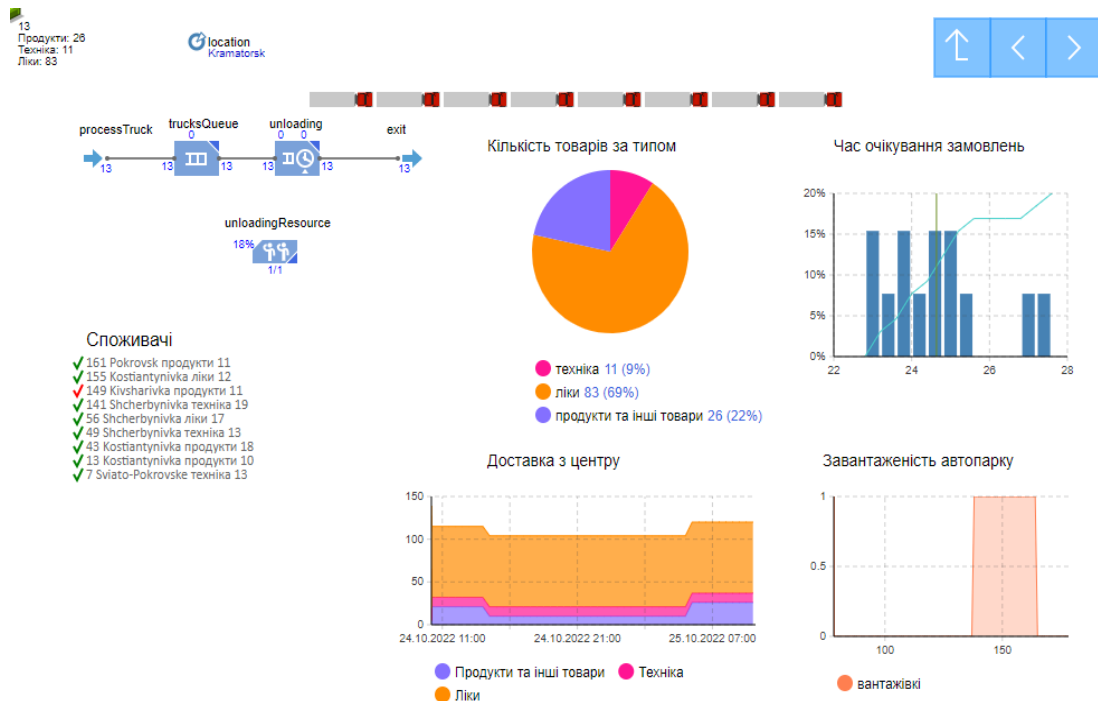 13
Продукти: 26
Техніка: 11
Ліки: 83
location
Kramatorsk
processTruck
trucksQueue
unloading
exit
0
0
0
13
13
13
13
13
13
unloadingResource
18%
1/1
Споживачі
161 Pokrovsk продукти 11
155 Kostiantynivka ліки 12
149 Kivsharivka продукти 11
141 Shcherbynivka техніка 19
56 Shcherbynivka ліки 17
49 Shcherbynivka техніка 13
43 Kostiantynivka продукти 18
13 Kostiantynivka продукти 10
7 Sviato-Pokrovske техніка 13
Кількість товарів за типом
техніка 11 (9%)
ліки 83 (69%)
продукти та інші товари 26 (22%)
Час очікування замовлень
20%
15%
10%
5%
0%
22
24
26
28
Доставка з центру
150
100
50
0
24.10.2022 11:00
24.10.2022 21:00
25.10.2022 07:00
Продукти та інші товари
Техніка
Ліки
Завантаженість автопарку
1
0.5
0
100
150
вантажівкі